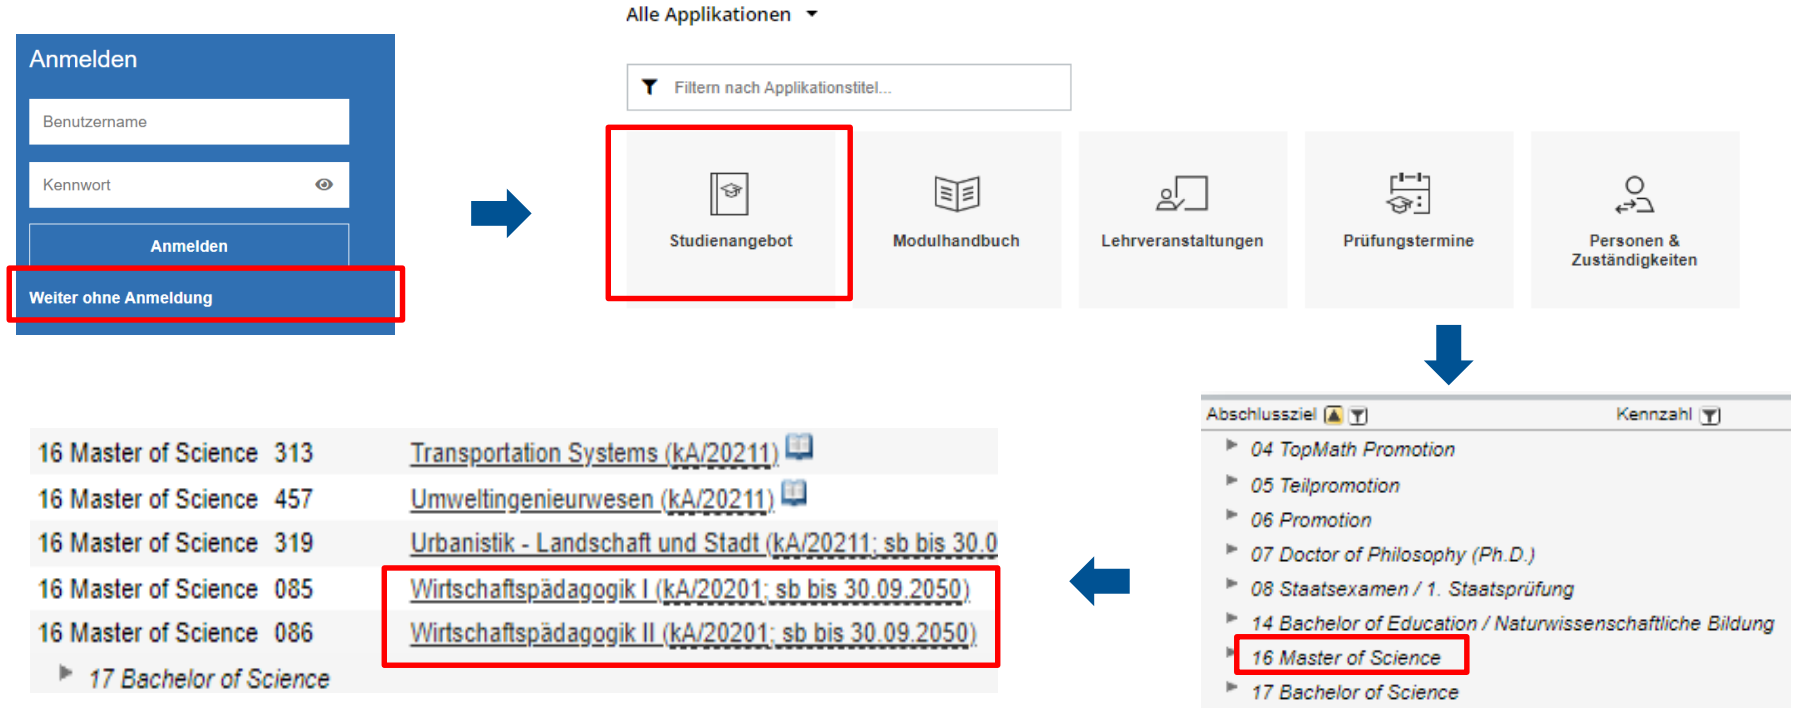 Alle Applikationen
Anmelden
Benutzername
Kennwort
Anmelden
Weiter ohne Anmeldung
Filtern nach Applikationstitel...
Studienangebot
Modulhandbuch
Lehrveranstaltungen
Prüfungstermine
Personen &
Zuständigkeiten
Abschlussziel Kennzahl
04 TopMath Promotion
05 Teilpromotion
06 Promotion
07 Doctor of Philosophy (Ph.D.)
08 Staatsexamen / 1. Staatsprüfung
14 Bachelor of Education / Naturwissenschaftliche Bildung
16 Master of Science
17 Bachelor of Science
16 Master of Science 313 Transportation Systems (kA/20211)
16 Master of Science 457 Umweltingenieurwesen (kA/20211)
16 Master of Science 319 Urbanistik - Landschaft und Stadt (kA/20211; sb bis 30.0
16 Master of Science 085 Wirtschaftspädagogik I (kA/20201; sb bis 30.09.2050)
16 Master of Science 086 Wirtschaftspädagogik II (kA/20201; sb bis 30.09.2050)
17 Bachelor of Science